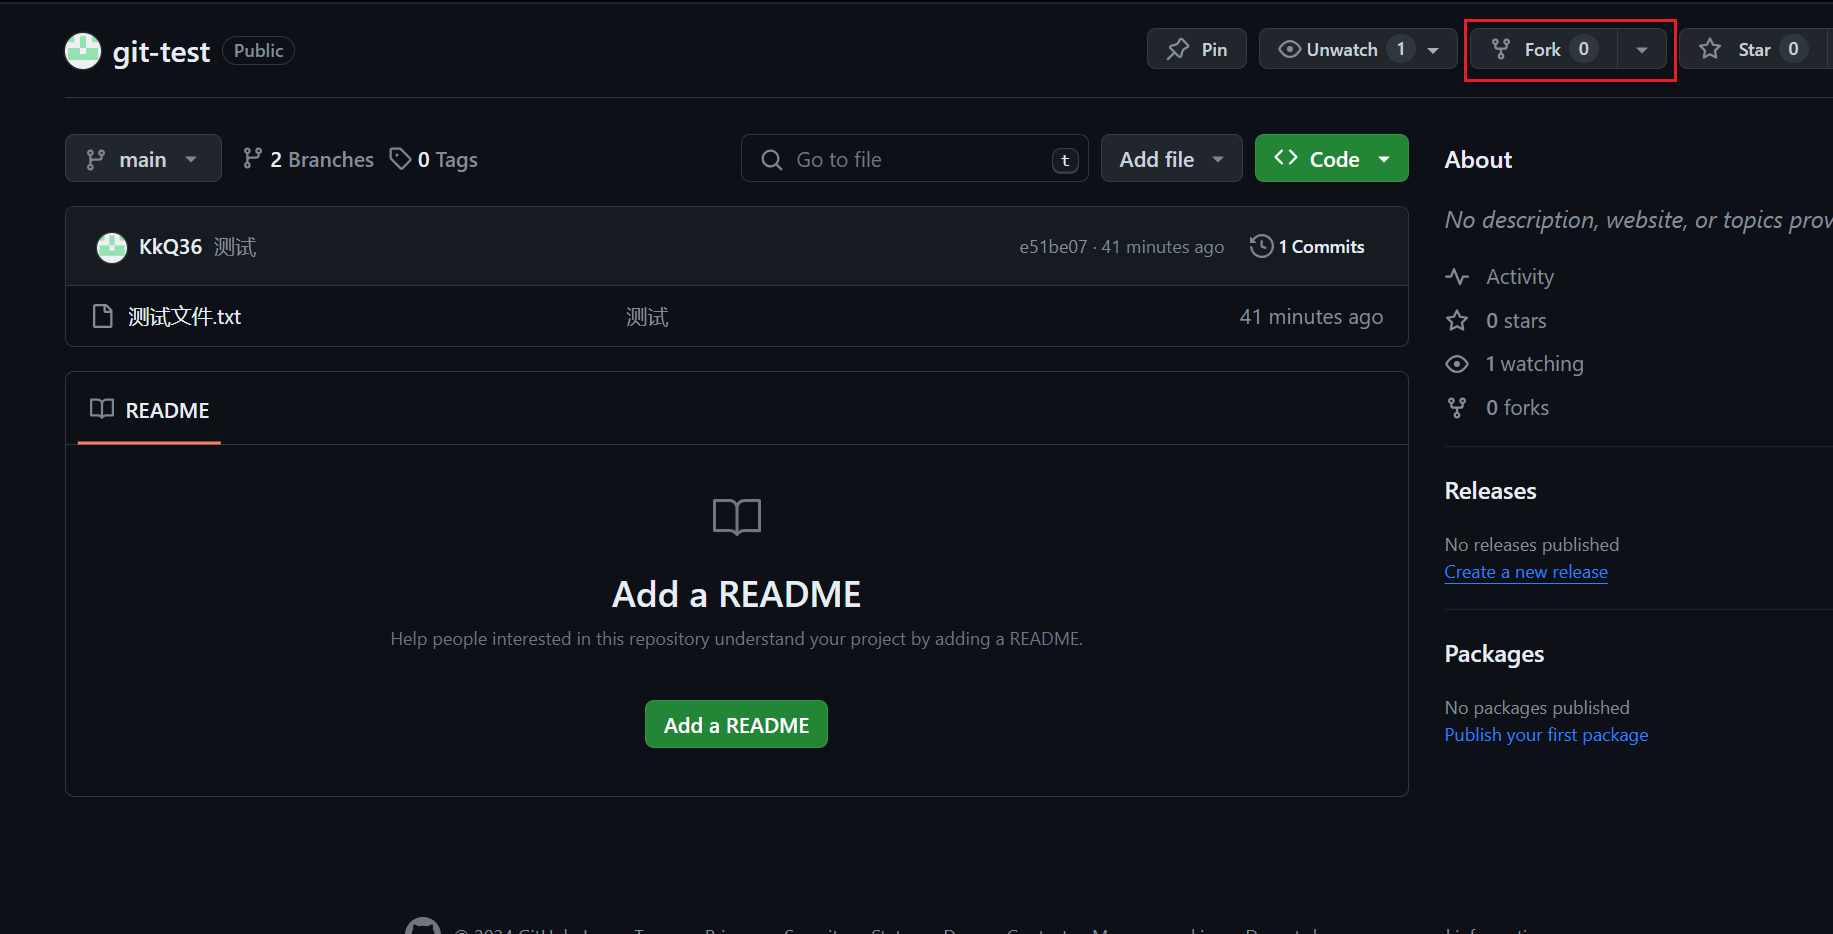 git-test Public Pin Unwatch 1 Fork 0 Star 0
main 2 Branches 0 Tags Go to file t Add file Code
KkQ36 测试 e51be07 · 41 minutes ago 1 Commits
测试文件.txt 测试 41 minutes ago
README
Add a README
Help people interested in this repository understand your project by adding a README.
Add a README
About
No description, website, or topics prov
Activity
0 stars
1 watching
0 forks
Releases
No releases published
Create a new release
Packages
No packages published
Publish your first package